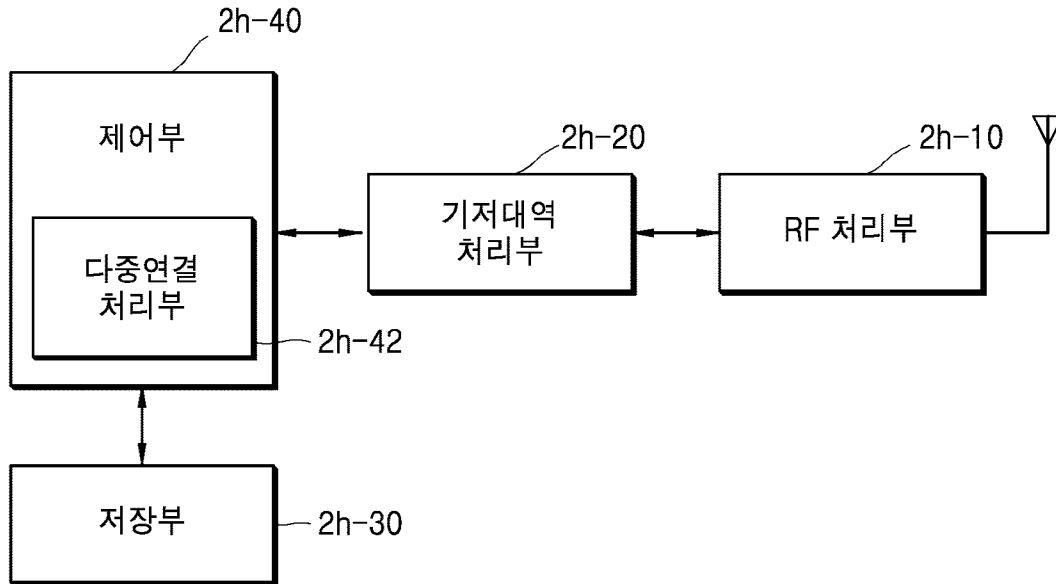 2h-40
제어부
다중연결
처리부
2h-42
2h-20
기저대역
처리부
2h-10
RF 처리부
저장부
2h-30